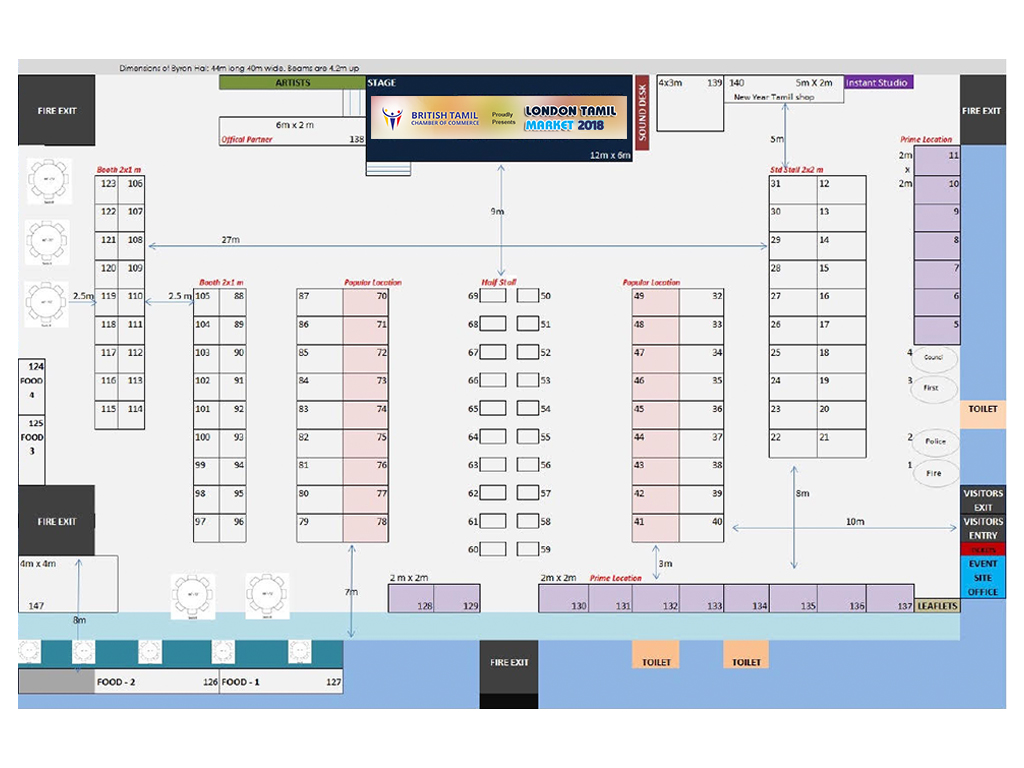 Dimensions of Byron Hal: 44m long 40m wide. Beams are 4.2m up
FIRE EXIT
ARTISTS
STAGE
BRITISH TAMIL
CHAMBER OF COMMERCE
Proudly
Presents
LONDON TAMIL
MARKET 2018
12m x 6m
SOUND DESK
4x3m 139
140 5m X 2m
New Year Tamil shop
Instant Studio
FIRE EXIT
6m x 2 m
Offical Partner 138
5m
Prime Location
2m
x
2m
11
10
9
8
7
6
5
Booth 2x1 m
123 106
122 107
121 108
120 109
119 110
118 111
117 112
116 113
115 114
Std Stall 2x2 m
31 12
30 13
29 14
28 15
27 16
26 17
25 18
24 19
23 20
22 21
9m
27m
2.5m
2.5 m
Booth 2x1 m
105 88
104 89
103 90
102 91
101 92
100 93
99 94
98 95
97 96
Popular Location
87 70
86 71
85 72
84 73
83 74
82 75
81 76
80 77
79 78
Half Stall
69 50
68 51
67 52
66 53
65 54
64 55
63 56
62 57
61 58
60 59
Popular Location
49 32
48 33
47 34
46 35
45 36
44 37
43 38
42 39
41 40
4 Council
3 First
2 Police
1 Fire
124
FOOD
4
125
FOOD
3
TOILET
FIRE EXIT
VISITORS
EXIT
VISITORS
ENTRY
EVENT
SITE
OFFICE
8m
10m
3m
4m x 4m
147
8m
7m
2 m x 2m
128 129
2m x 2m Prime Location
130 131 132 133 134 135 136 137
LEAFLETS
FIRE EXIT
TOILET
TOILET
FOOD - 2 126
FOOD - 1 127